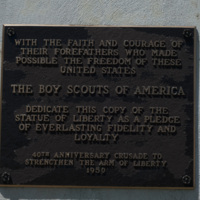 WITH THE FAITH AND COURAGE OF
THEIR FOREFATHERS WHO MADE
POSSIBLE THE FREEDOM OF THESE
UNITED STATES
THE BOY SCOUTS OF AMERICA
DEDICATE THIS COPY OF THE
STATUE OF LIBERTY AS A PLEDGE
OF EVERLASTING FIDELITY AND
LOYALTY
40TH ANNIVERSARY CRUSADE TO
STRENGTHEN THE ARM OF LIBERTY
1950